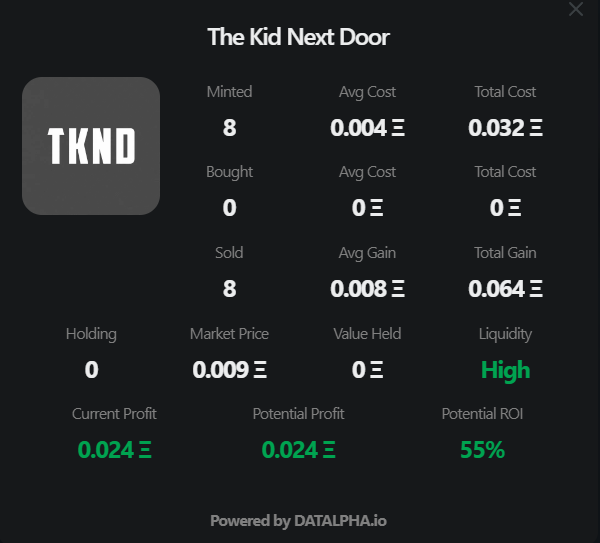 The Kid Next Door
TKND
Minted Avg Cost Total Cost
8 0.004 Ξ 0.032 Ξ
Bought Avg Cost Total Cost
0 0 Ξ 0 Ξ
Sold Avg Gain Total Gain
8 0.008 Ξ 0.064 Ξ
Holding Market Price Value Held Liquidity
0 0.009 Ξ 0 Ξ High
Current Profit Potential Profit Potential ROI
0.024 Ξ 0.024 Ξ 55%
Powered by DATALPHA.io